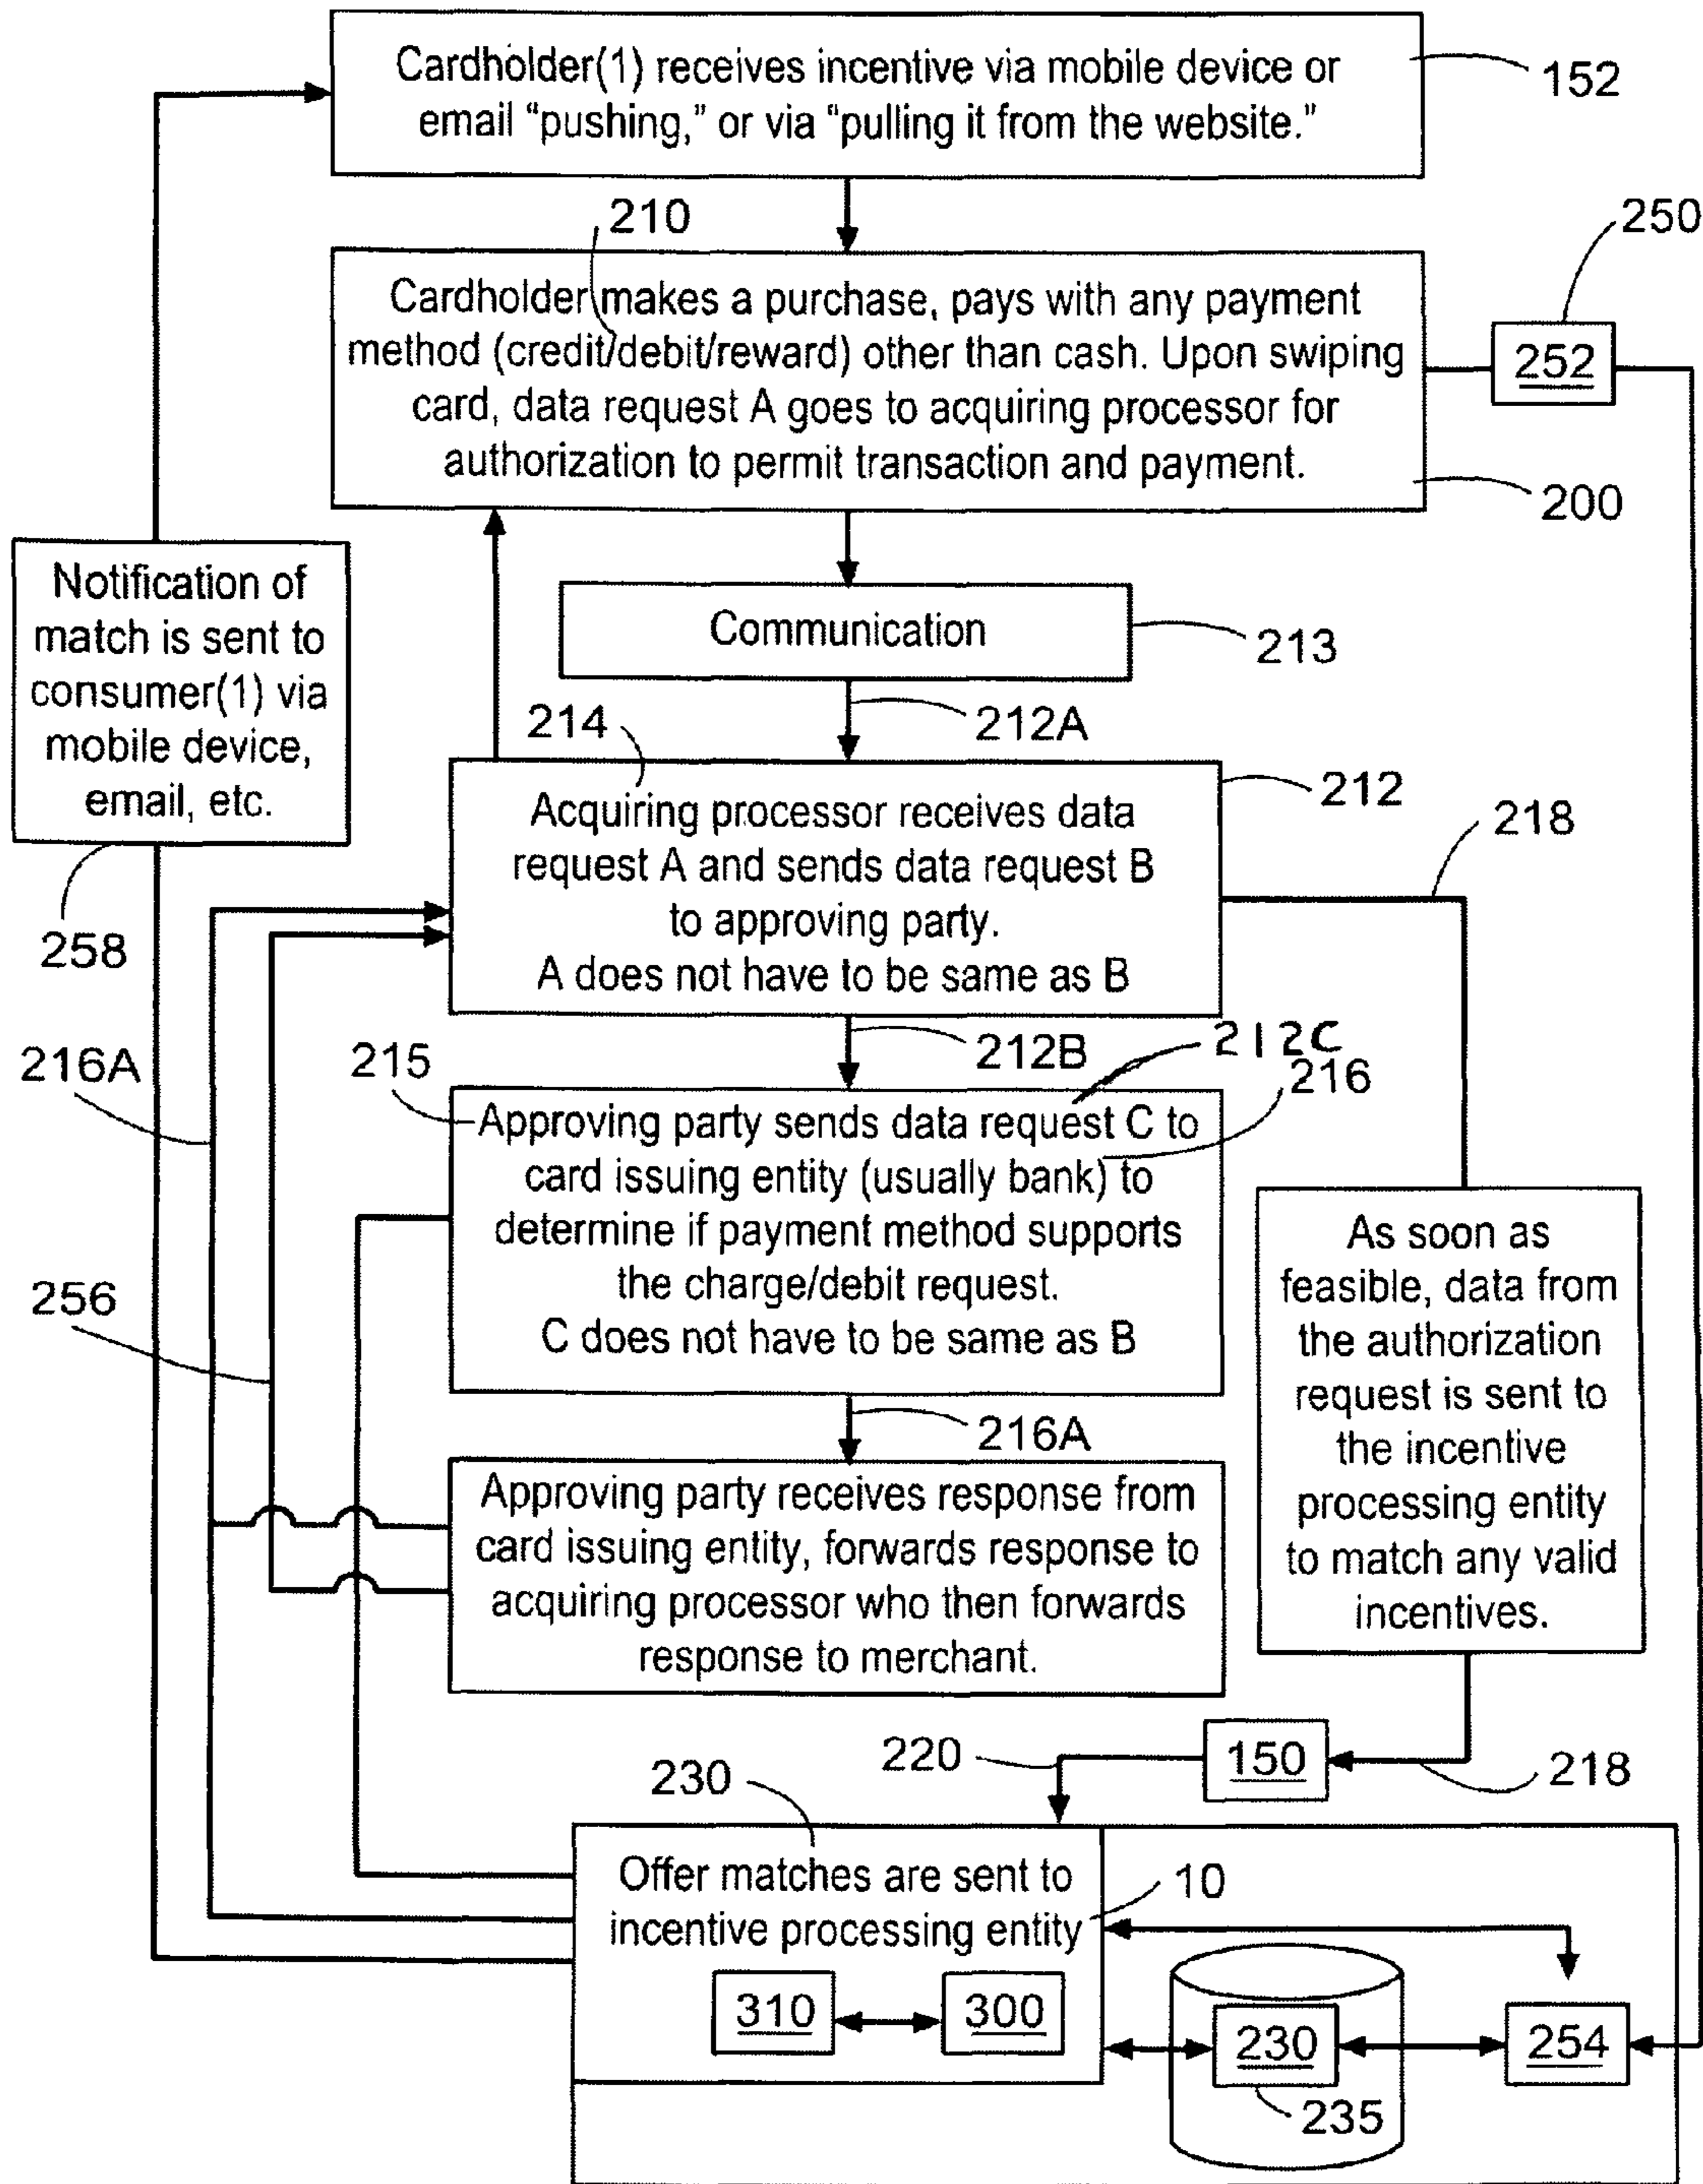 Cardholder(1) receives incentive via mobile device or
email “pushing,” or via “pulling it from the website.”
152
210
250
Cardholder makes a purchase, pays with any payment
method (credit/debit/reward) other than cash. Upon swiping
card, data request A goes to acquiring processor for
authorization to permit transaction and payment.
252
200
Notification of
match is sent to
consumer(1) via
mobile device,
email, etc.
258
Communication
213
212A
214
212
Acquiring processor receives data
request A and sends data request B
to approving party.
A does not have to be same as B
218
216A
212B
212C
215
216
Approving party sends data request C to
card issuing entity (usually bank) to
determine if payment method supports
the charge/debit request.
C does not have to be same as B
256
As soon as
feasible, data from
the authorization
request is sent to
the incentive
processing entity
to match any valid
incentives.
216A
Approving party receives response from
card issuing entity, forwards response to
acquiring processor who then forwards
response to merchant.
220
150
218
230
Offer matches are sent to
incentive processing entity
10
310
300
230
254
235